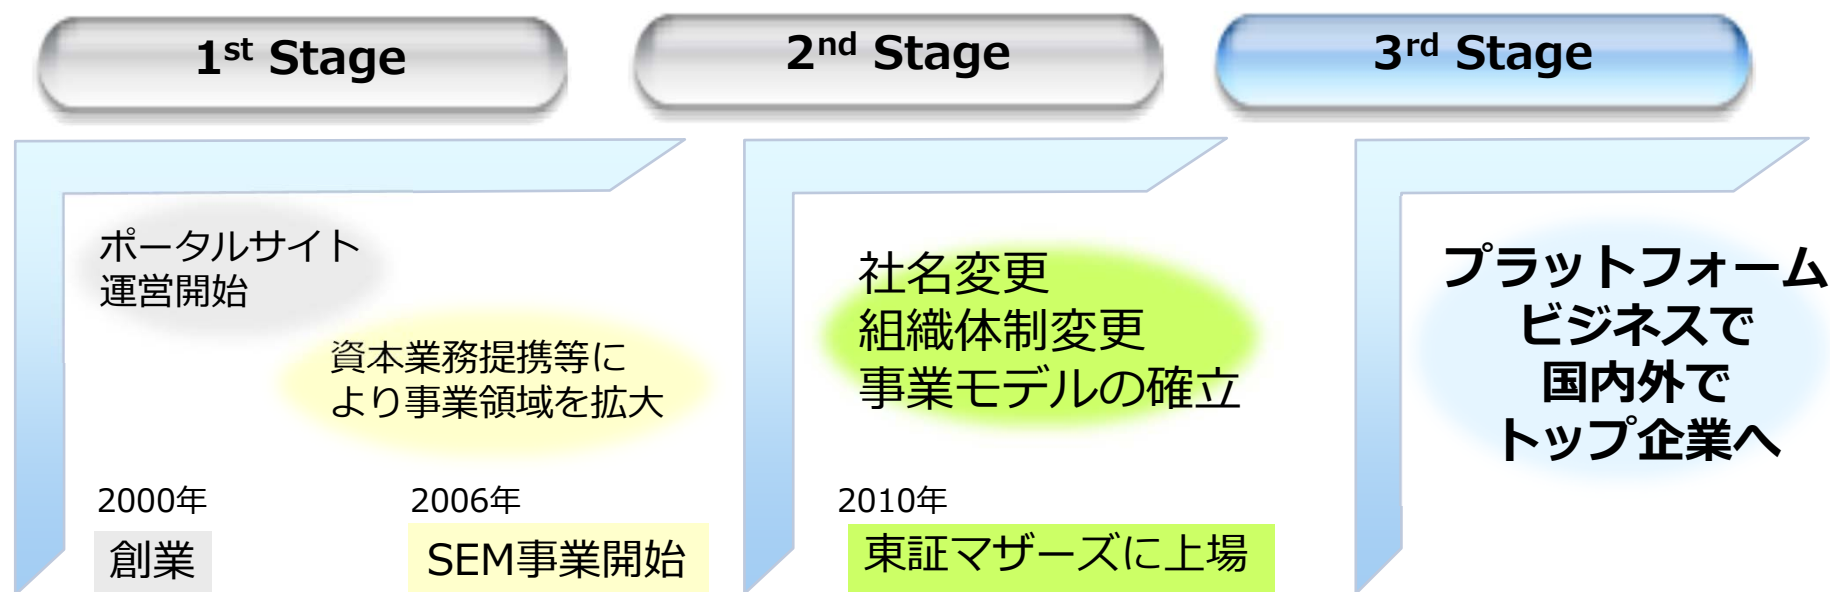 1st Stage
2nd Stage
3rd Stage
ポータルサイト
運営開始
資本業務提携等に
より事業領域を拡大
2000年
創業
2006年
SEM事業開始
社名変更
組織体制変更
事業モデルの確立
2010年
東証マザーズに上場
プラットフォーム
ビジネスで
国内外で
トップ企業へ